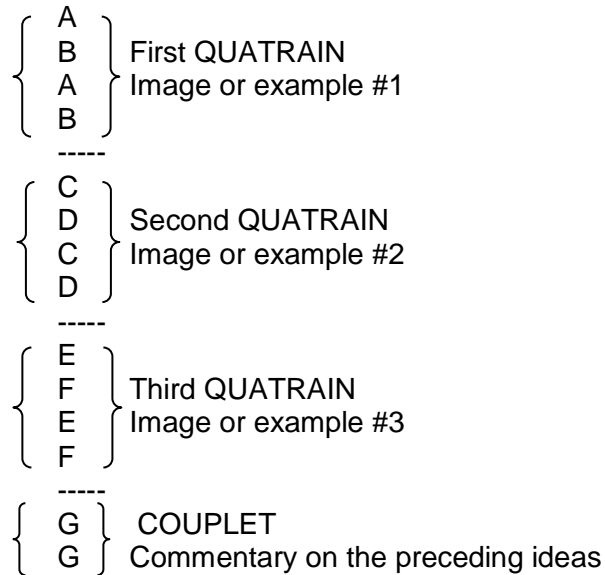 A
B First QUATRAIN
A Image or example #1
B
-----
C
D Second QUATRAIN
C Image or example #2
D
-----
E
F Third QUATRAIN
E Image or example #3
F
-----
G COUPLET
G Commentary on the preceding ideas